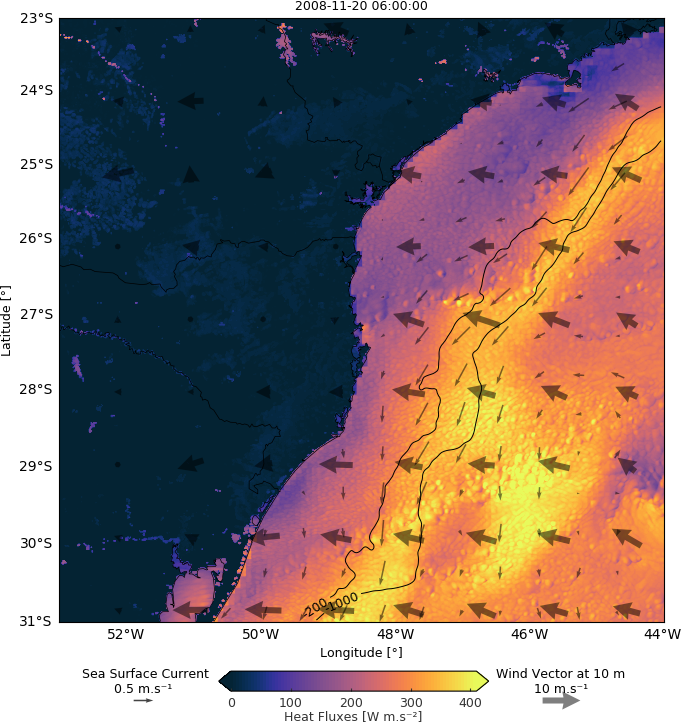 2008-11-20 06:00:00
23°S
24°S
25°S
26°S
27°S
28°S
29°S
30°S
31°S
Latitude [°]
-200
-1000
52°W 50°W 48°W 46°W 44°W
Longitude [°]
Sea Surface Current
0.5 m.s⁻¹
0 100 200 300 400
Heat Fluxes [W m.s⁻²]
Wind Vector at 10 m
10 m.s⁻¹